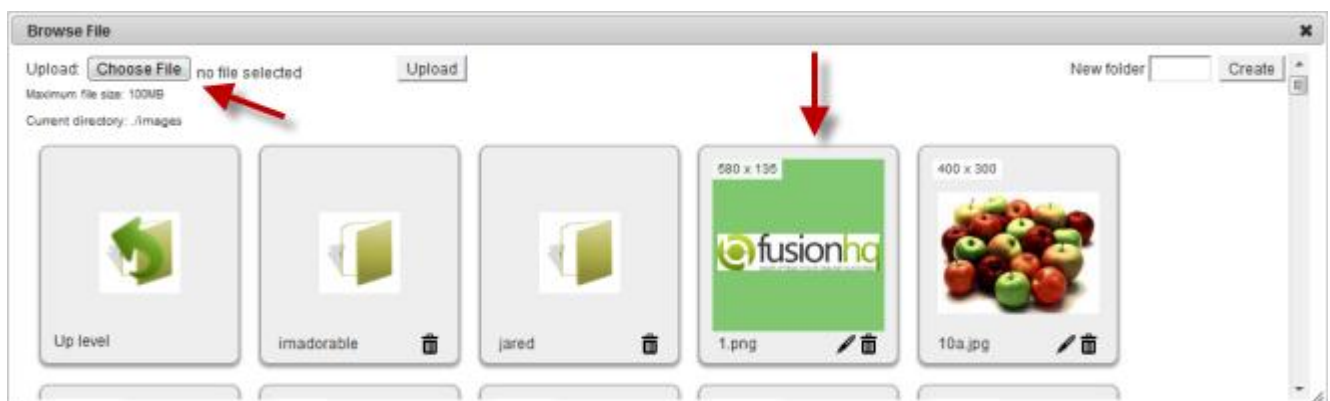 Browse File
Upload: Choose File no file selected Upload New folder Create
Maximum file size: 100MB
Current directory: ./images
580 x 135 400 x 300
fusionhq
Up level imadorable jared 1.png 10a.jpg